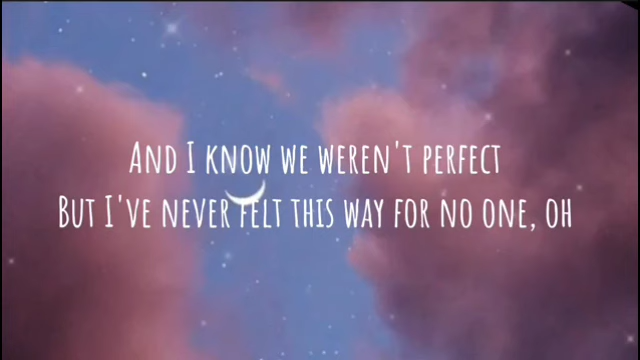 And I know we weren't perfect
But I've never felt this way for no one, oh